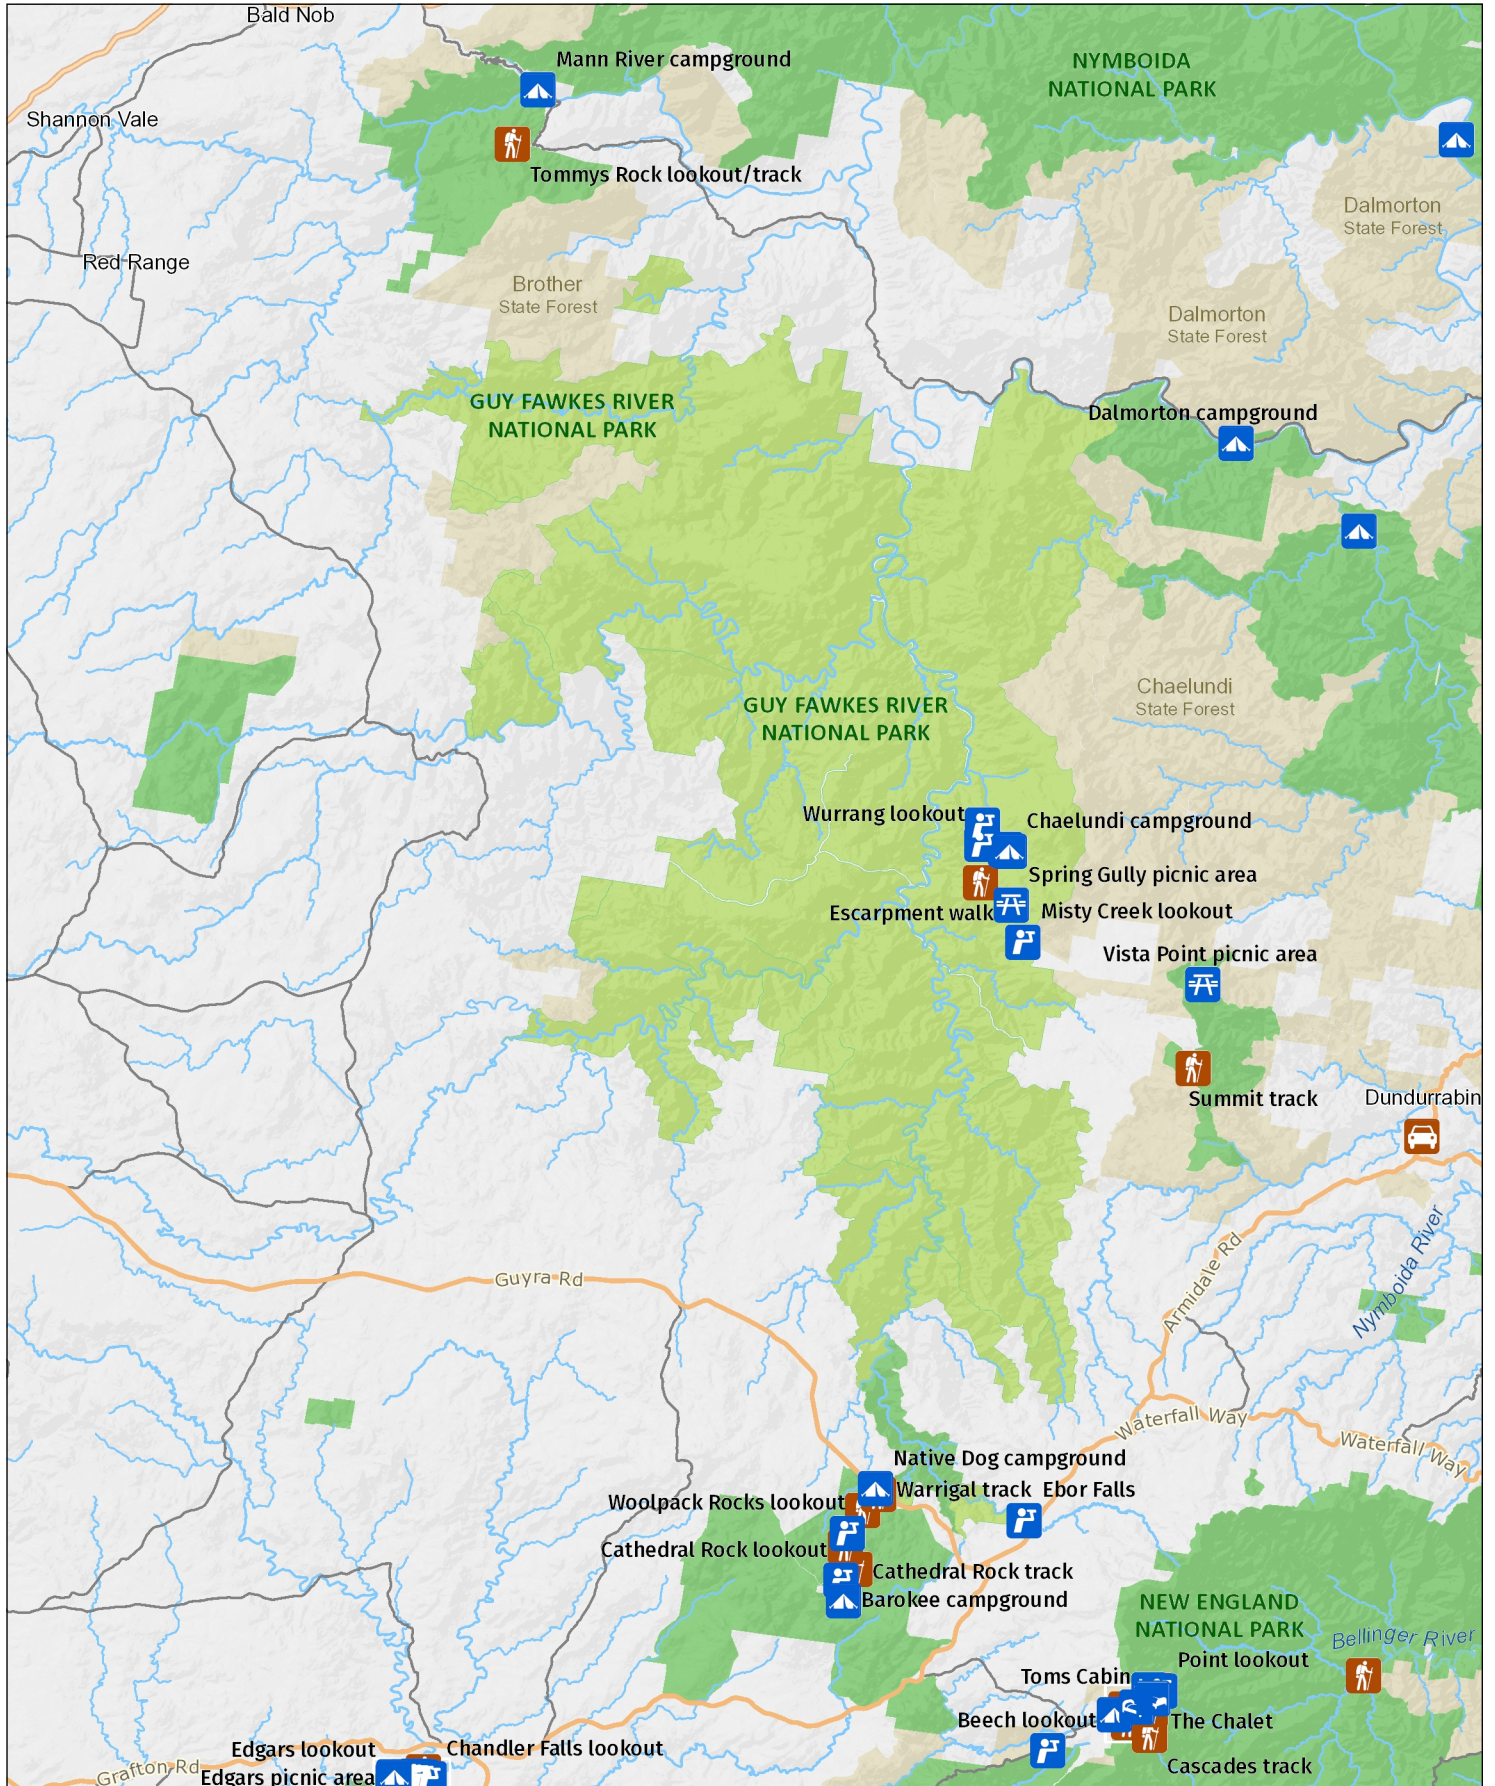 Bald Nob
Mann River campground
NYMBOIDA
NATIONAL PARK
Shannon Vale
Tommys Rock lookout/track
Dalmorton
State Forest
Red Range
Brother
State Forest
Dalmorton
State Forest
GUY FAWKES RIVER
NATIONAL PARK
Dalmorton campground
Chaelundi
State Forest
GUY FAWKES RIVER
NATIONAL PARK
Wurrang lookout
Chaelundi campground
Spring Gully picnic area
Escarpment walk
Misty Creek lookout
Vista Point picnic area
Summit track
Dundurrabin
Nymboida River
Armidale Rd
Guyra Rd
Waterfall Way
Waterfall Way
Native Dog campground
Warrigal track
Ebor Falls
Woolpack Rocks lookout
Cathedral Rock lookout
Cathedral Rock track
Barokee campground
NEW ENGLAND
NATIONAL PARK
Bellinger River
Point lookout
Toms Cabin
Beech lookout
The Chalet
Cascades track
Edgars lookout
Chandler Falls lookout
Grafton Rd
Edgars picnic area